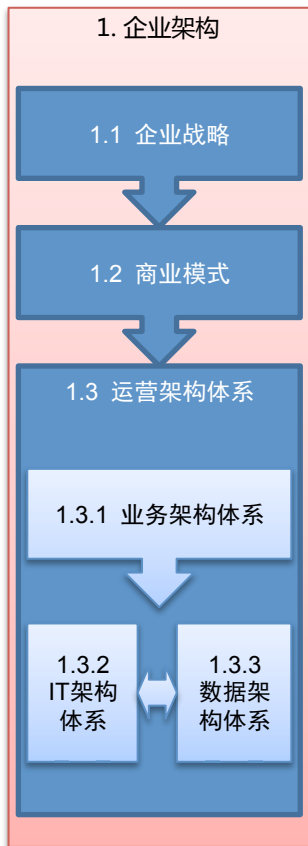 1. 企业架构
1.1 企业战略
1.2 商业模式
1.3 运营架构体系
1.3.1 业务架构体系
1.3.2
IT架构
体系
1.3.3
数据架
构体系